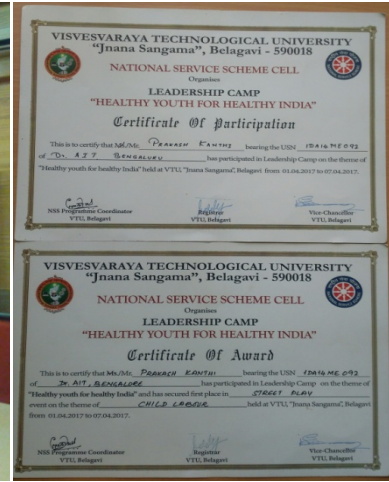 VISVESVARAYA TECHNOLOGICAL UNIVERSITY
"Jnana Sangama", Belagavi - 590018
NATIONAL SERVICE SCHEME CELL
Organises
LEADERSHIP CAMP
"HEALTHY YOUTH FOR HEALTHY INDIA"
Certificate Of Participation
This is to certify that Mr./Ms. PRAKASH KANTHI bearing the USN 1DA16ME092
of Dr. AIT BENGALURU has participated in Leadership Camp on the theme of
"Healthy youth for healthy India" held at VTU, "Jnana Sangama", Belagavi from 01.04.2017 to 07.04.2017.
NSS Programme Coordinator Registrar Vice-Chancellor
VTU, Belagavi VTU, Belagavi VTU, Belagavi
VISVESVARAYA TECHNOLOGICAL UNIVERSITY
"Jnana Sangama", Belagavi - 590018
NATIONAL SERVICE SCHEME CELL
Organises
LEADERSHIP CAMP
"HEALTHY YOUTH FOR HEALTHY INDIA"
Certificate Of Award
This is to certify that Mr./Ms. PRAKASH KANTHI bearing the USN 1DA16ME092
of Dr. AIT, BENGALORE has participated in Leadership Camp on the theme of
"Healthy youth for healthy India" and has secured first place in STREET PLAY
event on the theme of CHILD LABOUR held at VTU, "Jnana Sangama", Belagavi
from 01.04.2017 to 07.04.2017.
NSS Programme Coordinator Registrar Vice-Chancellor
VTU, Belagavi VTU, Belagavi VTU, Belagavi